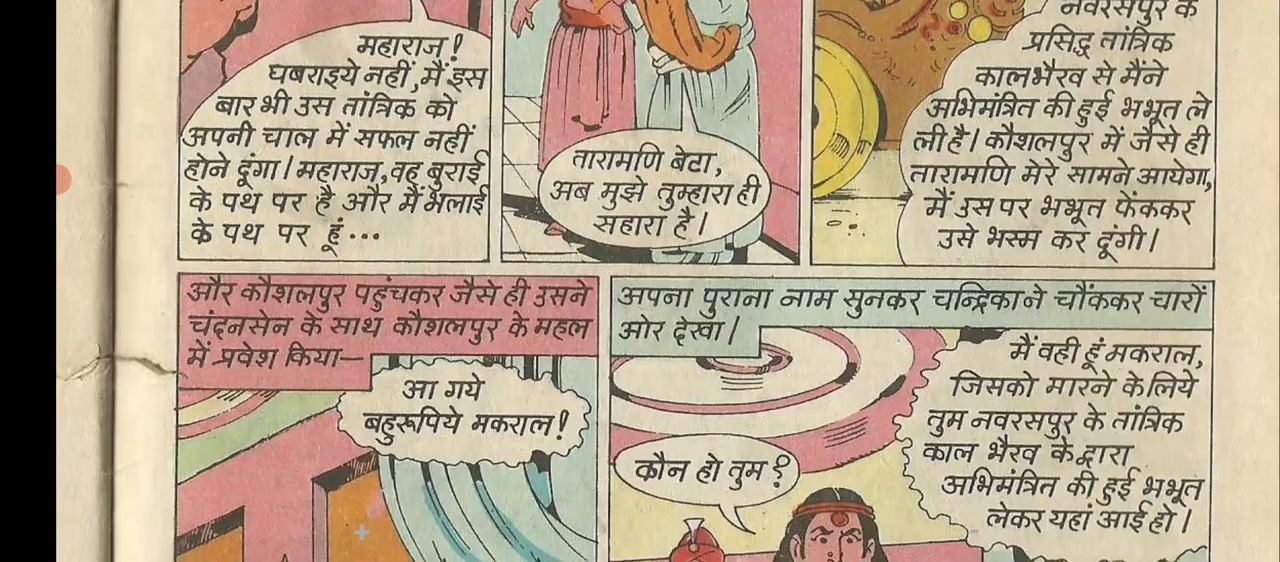 महाराज!
घबराइये नहीं, मैं इस
बार भी उस तांत्रिक को
अपनी चाल में सफल नहीं
होने दूंगा। महाराज, वह बुराई
के पथ पर है और मैं भलाई
के पथ पर हूं...
तारामणि बेटा,
अब मुझे तुम्हारा ही
सहारा है।
नवरसपुर के
प्रसिद्ध तांत्रिक
कालभैरव से मैंने
अभिमंत्रित की हुई भभूत ले
ली है। कौशलपुर में जैसे ही
तारामणि मेरे सामने आयेगा,
मैं उस पर भभूत फेंककर
उसे भस्म कर दूंगी।
और कौशलपुर पहुंचकर जैसे ही उसने
चंदनसेन के साथ कौशलपुर के महल
में प्रवेश किया—
आ गये
बहुरूपिये मकराल!
अपना पुराना नाम सुनकर चन्द्रिका ने चौंककर चारों
ओर देखा।
कौन हो तुम?
मैं वही हूं मकराल,
जिसको मारने के लिये
तुम नवरसपुर के तांत्रिक
काल भैरव के द्वारा
अभिमंत्रित की हुई भभूत
लेकर यहां आई हो।